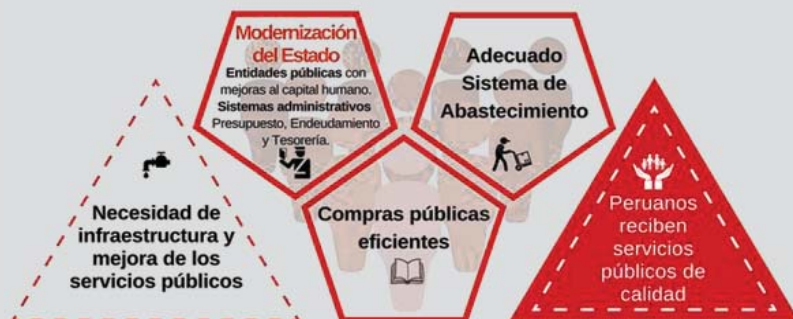 Modernización
del Estado
Entidades públicas con
mejoras al capital humano.
Sistemas administrativos
Presupuesto, Endeudamiento
y Tesorería.
Adecuado
Sistema de
Abastecimiento
Necesidad de
infraestructura y
mejora de los
servicios públicos
Compras públicas
eficientes
Peruanos
reciben
servicios
públicos de
calidad